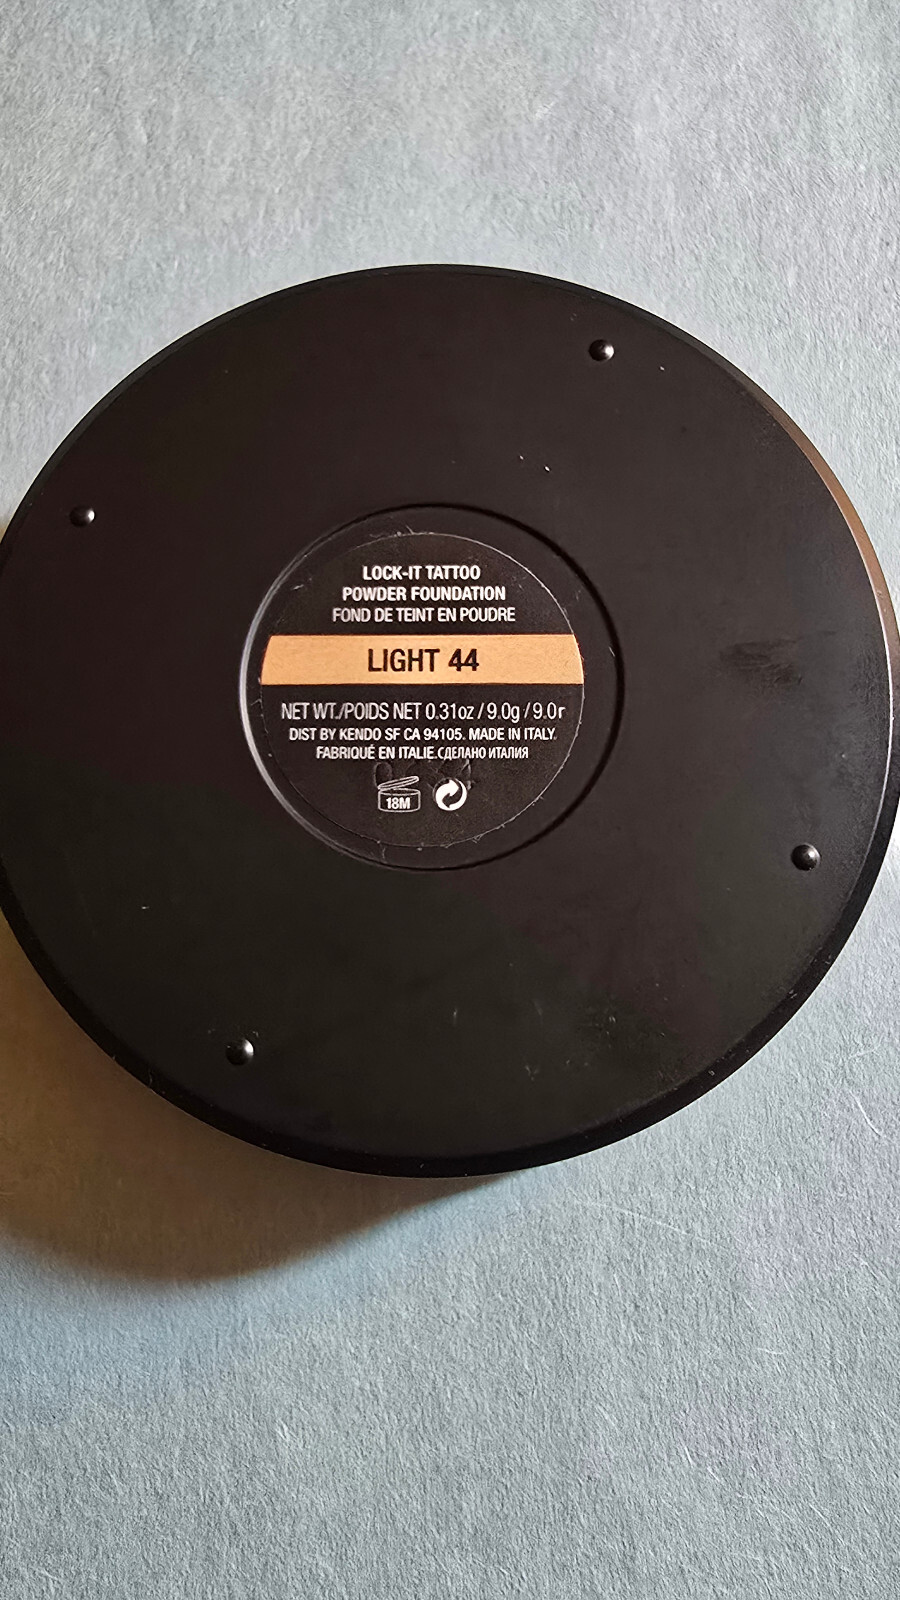 LOCK-IT TATTOO
POWDER FOUNDATION
FOND DE TEINT EN POUDRE
LIGHT 44
NET WT./POIDS NET 0.31oz / 9.0g / 9.0г
DIST BY KENDO SF CA 94105. MADE IN ITALY.
FABRIQUÉ EN ITALIE.СДЕЛАНО ИТАЛИЯ
18M